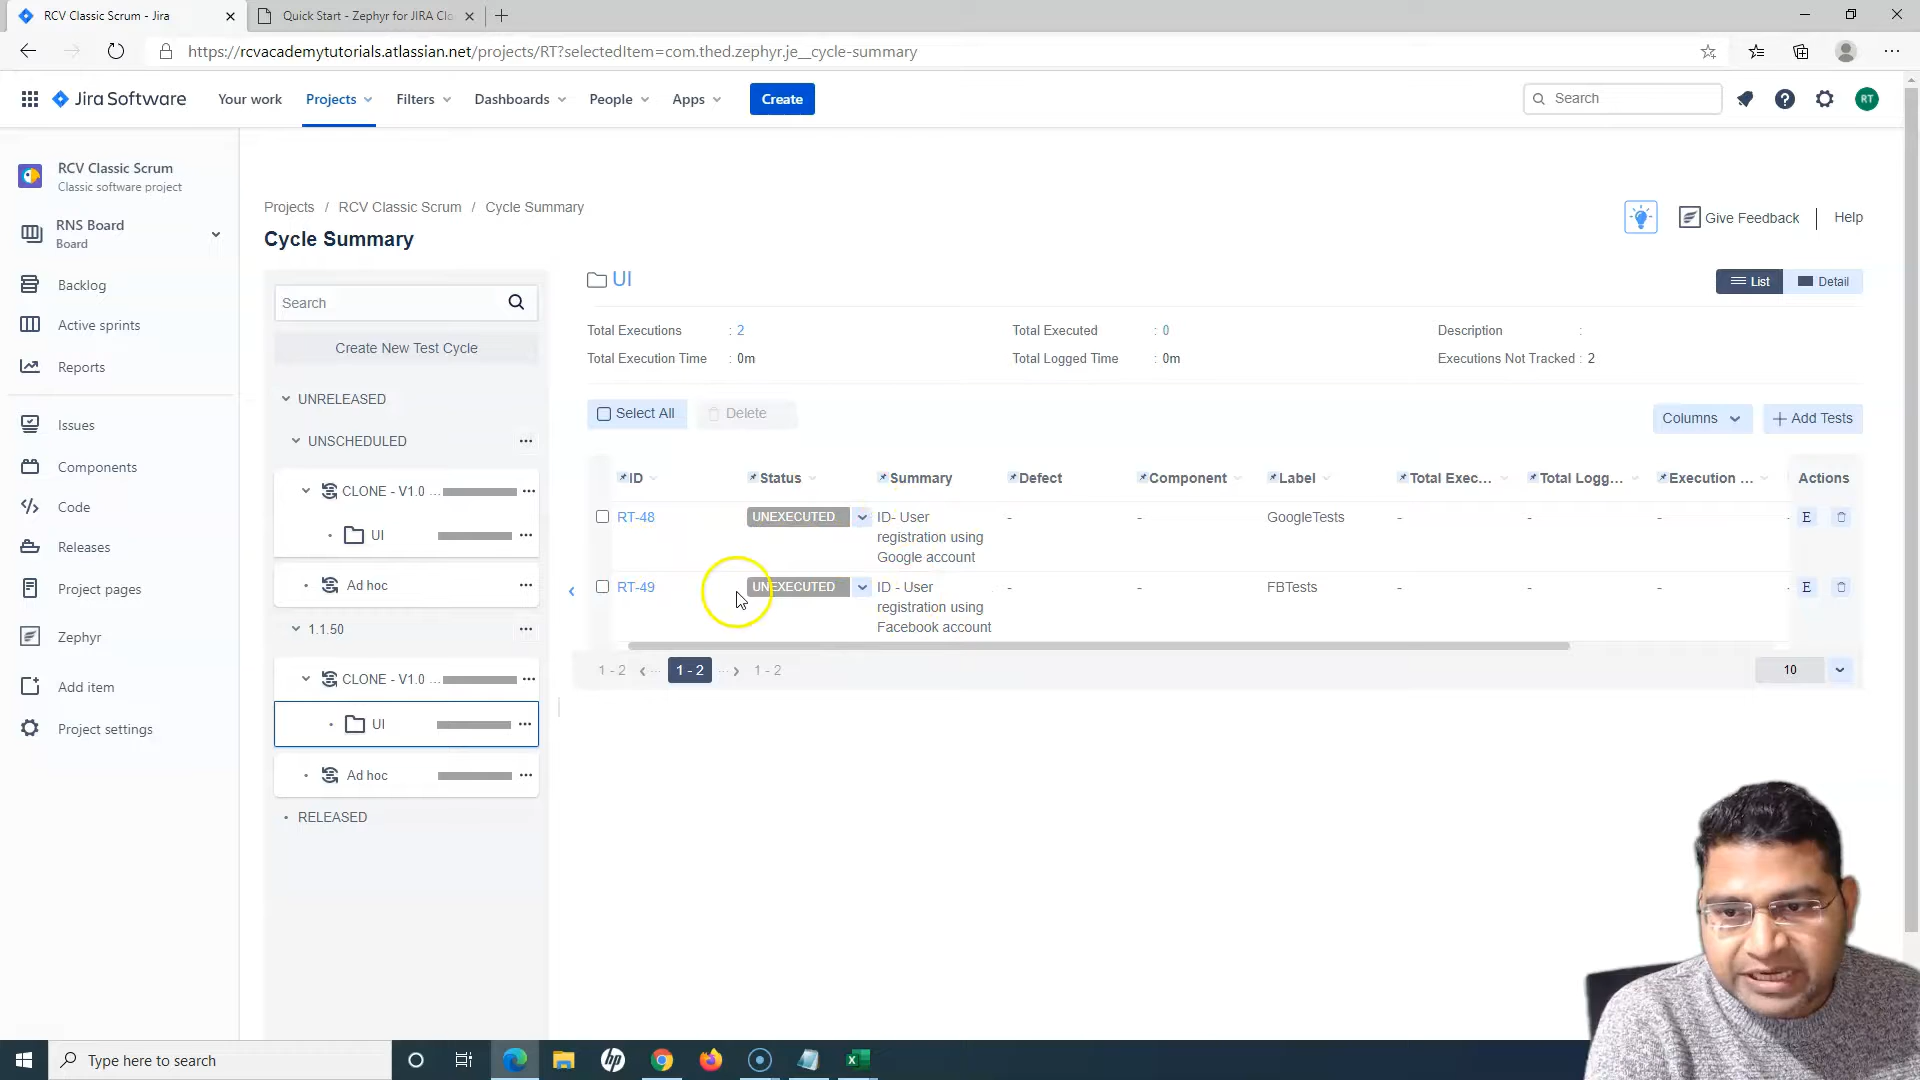 RCV Classic Scrum - Jira
Quick Start - Zephyr for JIRA Clo
https://rcvacademytutorials.atlassian.net/projects/RT?selectedItem=com.thed.zephyr.je__cycle-summary
Jira Software
Your work
Projects
Filters
Dashboards
People
Apps
Create
Search
RT
RCV Classic Scrum
Classic software project
RNS Board
Board
Backlog
Active sprints
Reports
Issues
Components
Code
Releases
Project pages
Zephyr
Add item
Project settings
Projects / RCV Classic Scrum / Cycle Summary
Cycle Summary
Give Feedback
Help
Search
Create New Test Cycle
UNRELEASED
UNSCHEDULED
CLONE - V1.0 ...
UI
Ad hoc
1.1.50
CLONE - V1.0 ...
UI
Ad hoc
RELEASED
UI
List
Detail
Total Executions : 2
Total Executed : 0
Description :
Total Execution Time : 0m
Total Logged Time : 0m
Executions Not Tracked : 2
Select All
Delete
Columns
Add Tests
ID Status Summary Defect Component Label Total Exec... Total Logg... Execution ... Actions
RT-48 UNEXECUTED ID- User - - GoogleTests - - - E
registration using
Google account
RT-49 UNEXECUTED ID - User - - FBTests - - - E
registration using
Facebook account
1 - 2 ‹ ... 1 - 2 ... › 1 - 2
10
Type here to search